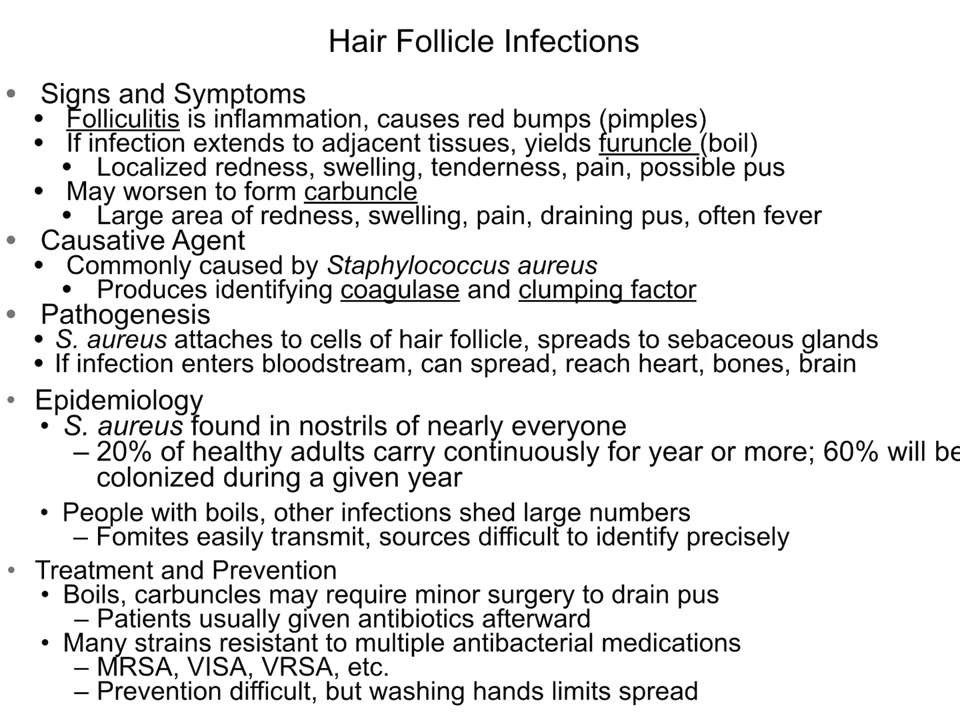 Hair Follicle Infections
• Signs and Symptoms
• Folliculitis is inflammation, causes red bumps (pimples)
• If infection extends to adjacent tissues, yields furuncle (boil)
• Localized redness, swelling, tenderness, pain, possible pus
• May worsen to form carbuncle
• Large area of redness, swelling, pain, draining pus, often fever
• Causative Agent
• Commonly caused by Staphylococcus aureus
• Produces identifying coagulase and clumping factor
• Pathogenesis
• S. aureus attaches to cells of hair follicle, spreads to sebaceous glands
• If infection enters bloodstream, can spread, reach heart, bones, brain
• Epidemiology
• S. aureus found in nostrils of nearly everyone
– 20% of healthy adults carry continuously for year or more; 60% will be
colonized during a given year
• People with boils, other infections shed large numbers
– Fomites easily transmit, sources difficult to identify precisely
• Treatment and Prevention
• Boils, carbuncles may require minor surgery to drain pus
– Patients usually given antibiotics afterward
• Many strains resistant to multiple antibacterial medications
– MRSA, VISA, VRSA, etc.
– Prevention difficult, but washing hands limits spread